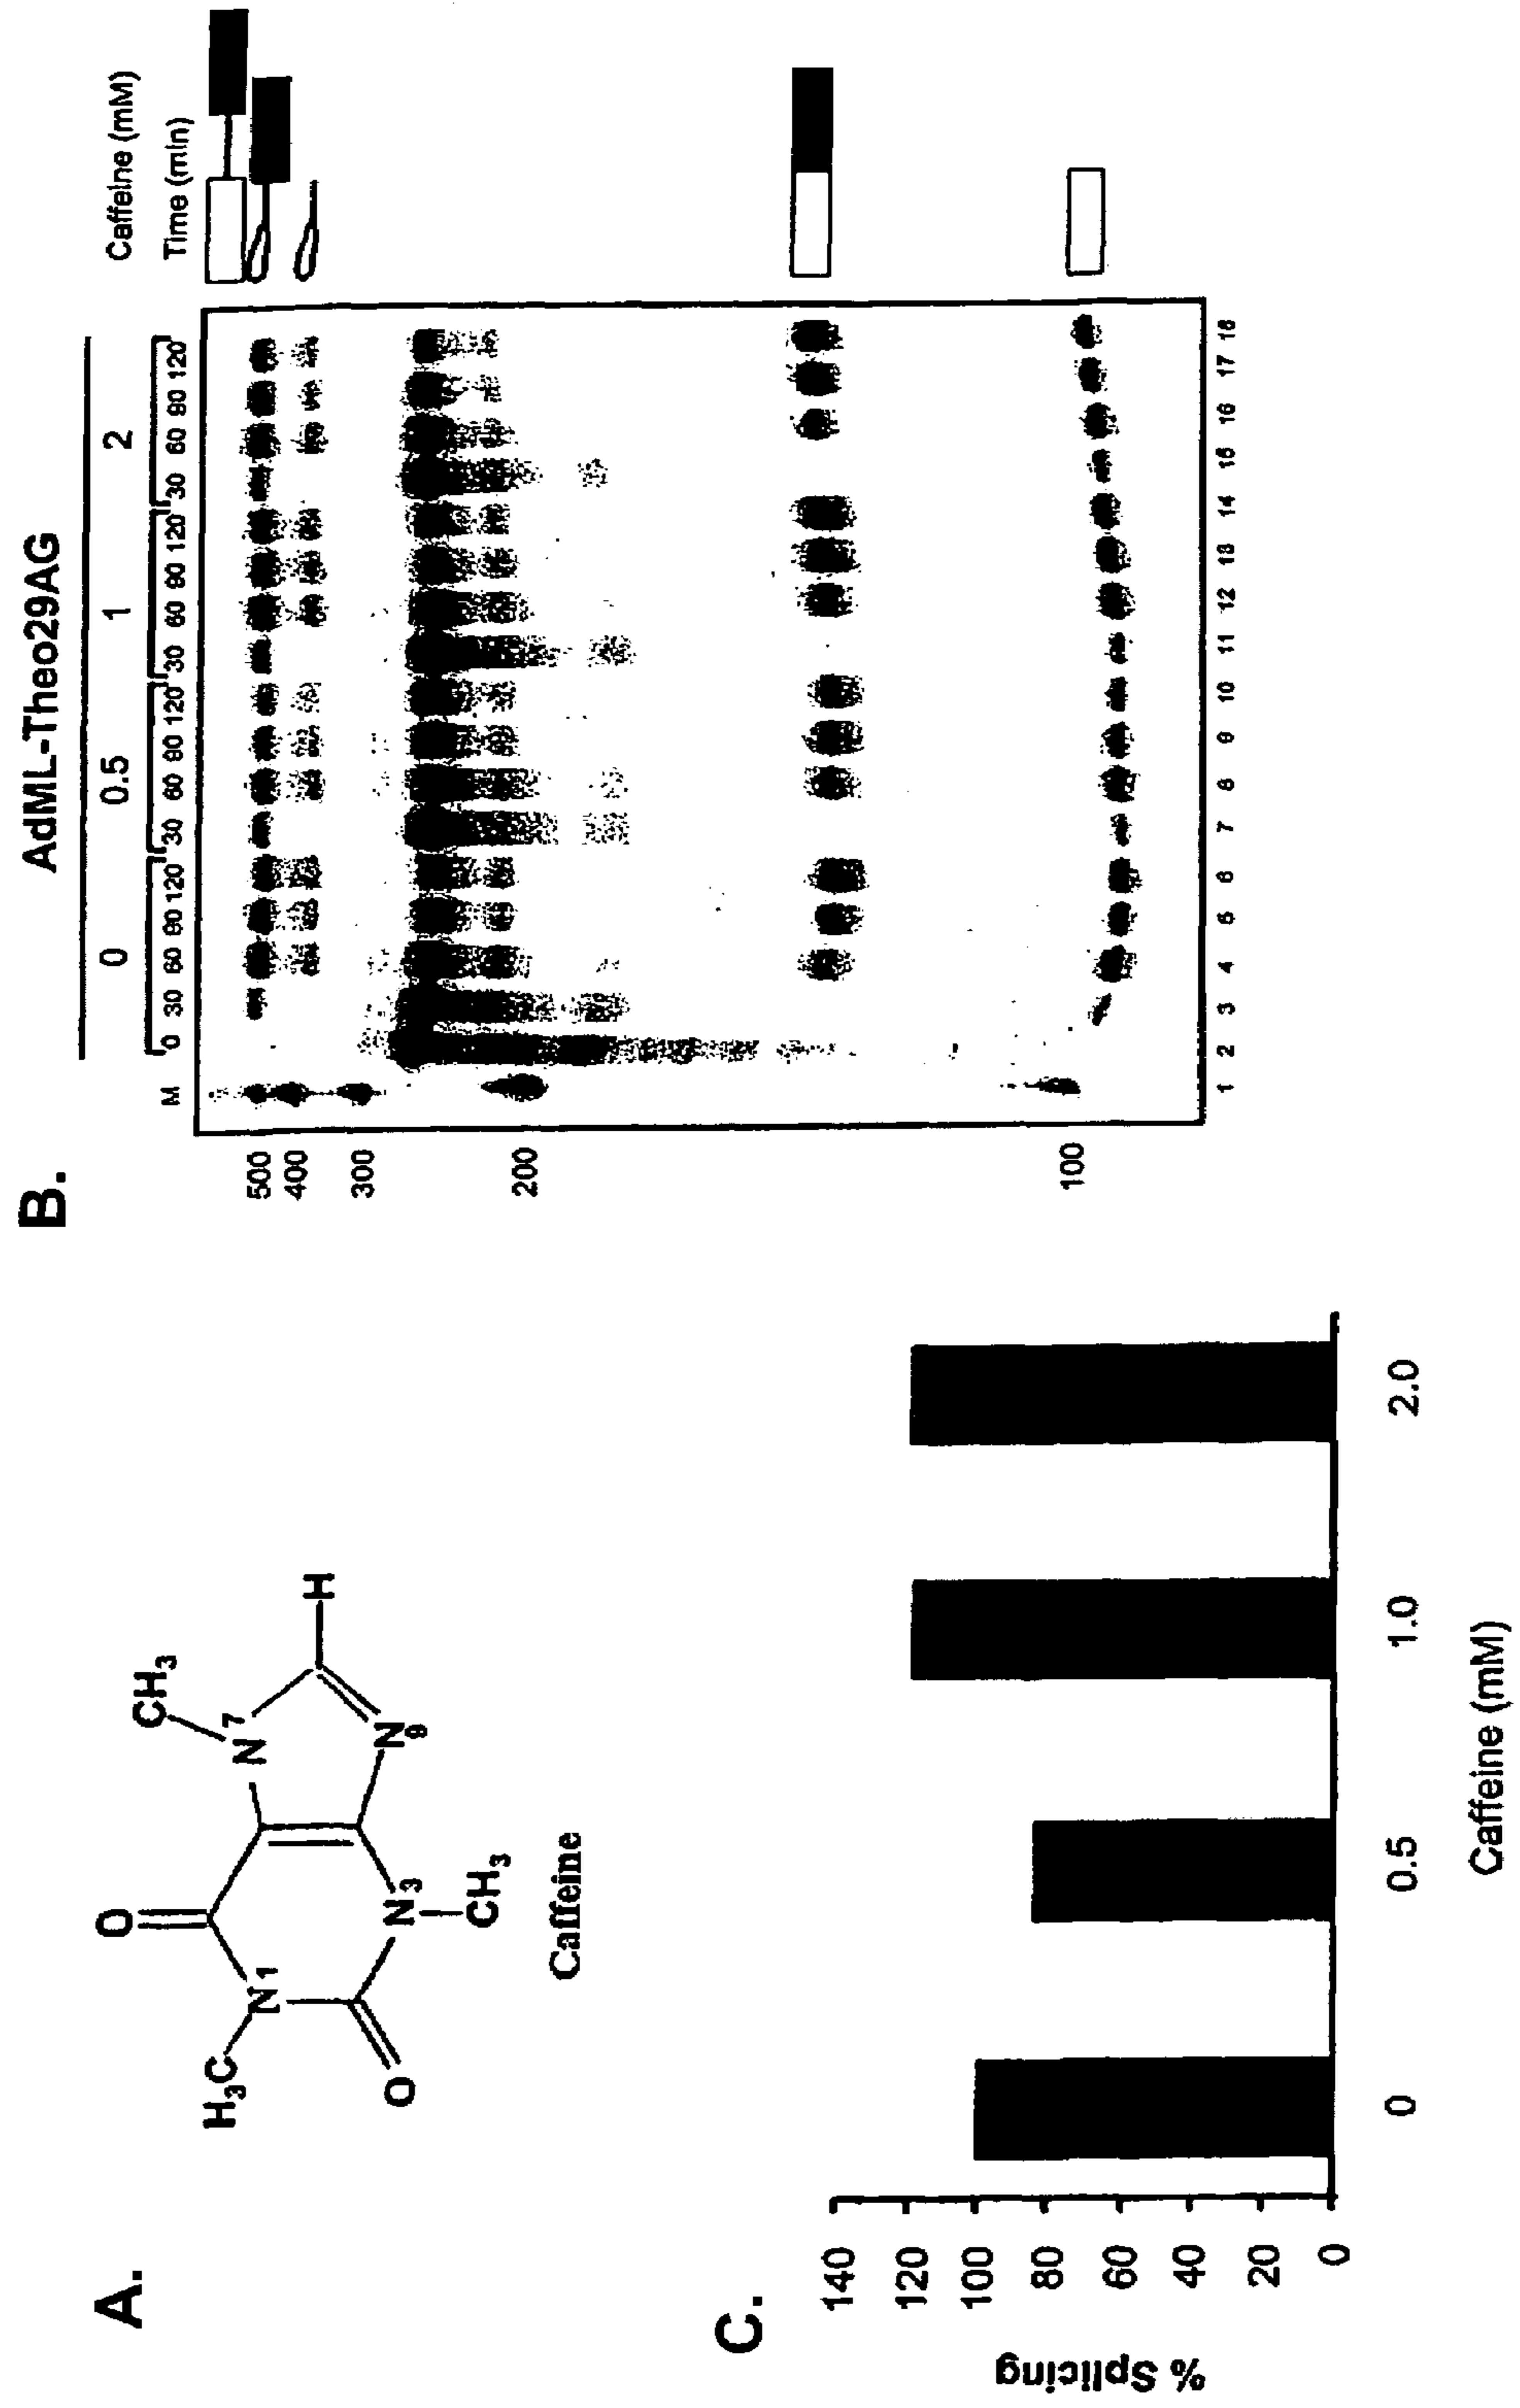 A.
O
CH3
H3C
N1
N7
H
O
N3
N9
CH3
Caffeine
B.
AdML-Theo29AG
0 0.5 1 2 Caffeine (mM)
M 0 30 60 90 120 30 60 90 120 30 60 90 120 30 60 90 120 Time (min)
500
400
300
200
100
1 2 3 4 5 6 7 8 9 10 11 12 13 14 15 16 17 18
C.
% Splicing
140
120
100
80
60
40
20
0
0 0.5 1.0 2.0
Caffeine (mM)